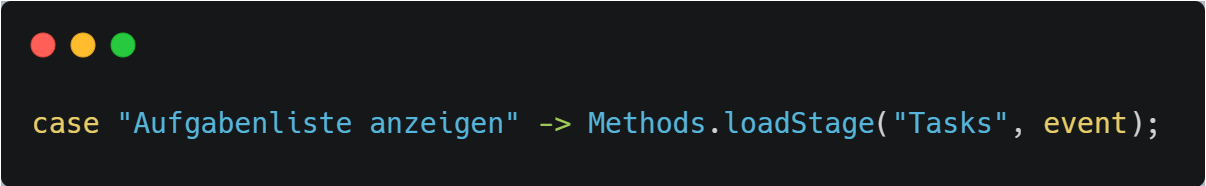 case "Aufgabenliste anzeigen" -> Methods.loadStage("Tasks", event);